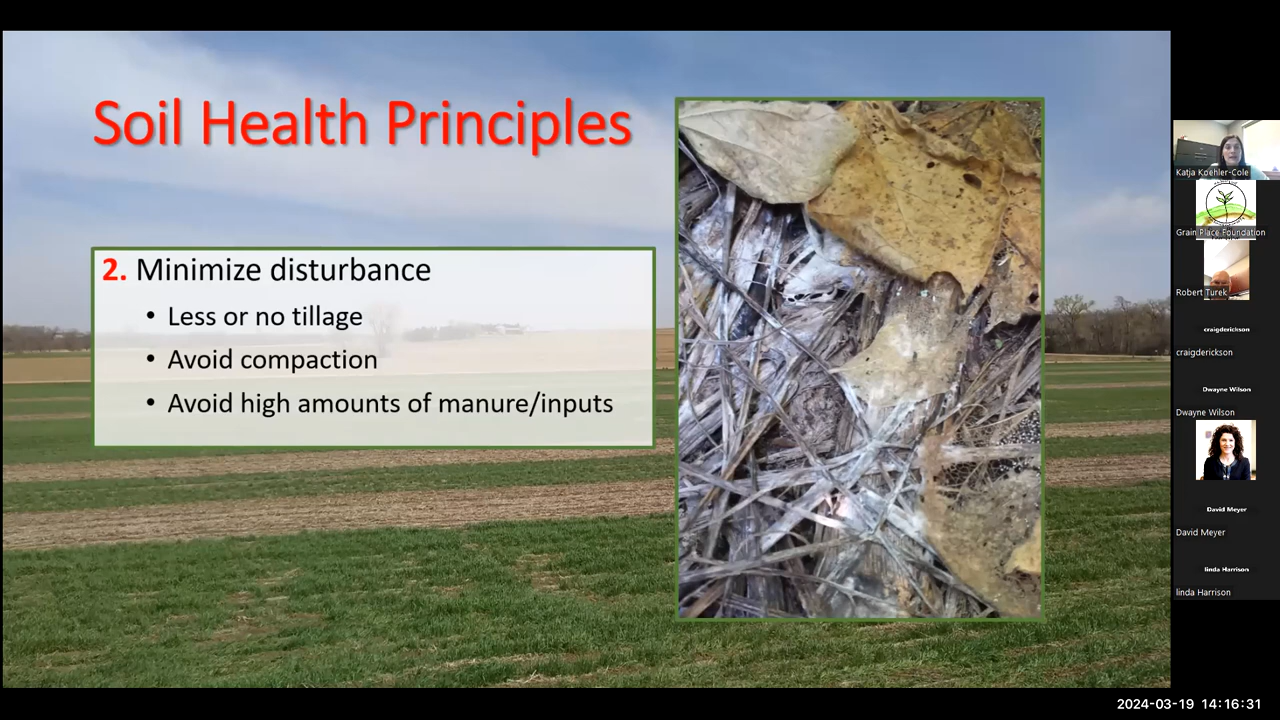 Soil Health Principles
2. Minimize disturbance
• Less or no tillage
• Avoid compaction
• Avoid high amounts of manure/inputs
Katja Koehler-Cole
Grain Place Foundation
Robert Turek
craigderickson
craigderickson
Dwayne Wilson
Dwayne Wilson
David Meyer
David Meyer
linda Harrison
linda Harrison
2024-03-19 14:16:31